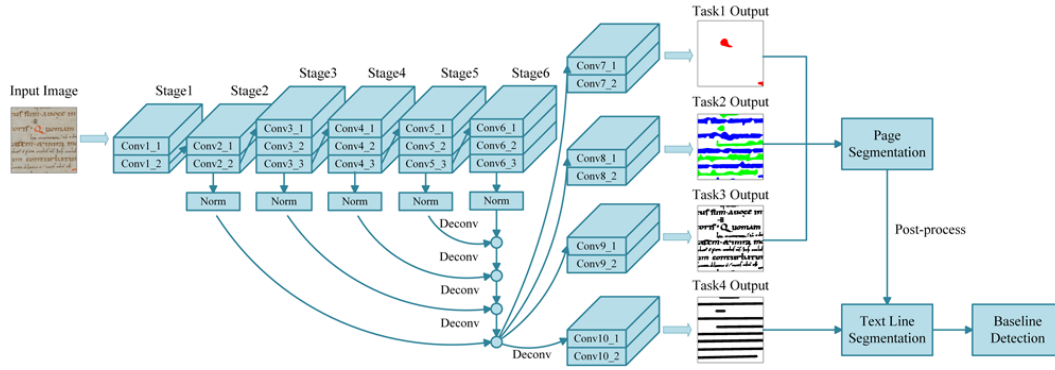 Input Image
Stage1
Stage2
Stage3
Stage4
Stage5
Stage6
Conv1_1
Conv1_2
Conv2_1
Conv2_2
Conv3_1
Conv3_2
Conv3_3
Conv4_1
Conv4_2
Conv4_3
Conv5_1
Conv5_2
Conv5_3
Conv6_1
Conv6_2
Conv6_3
Norm
Norm
Norm
Norm
Norm
Deconv
Deconv
Deconv
Deconv
Deconv
Conv7_1
Conv7_2
Conv8_1
Conv8_2
Conv9_1
Conv9_2
Conv10_1
Conv10_2
Task1 Output
Task2 Output
Task3 Output
Task4 Output
Page
Segmentation
Post-process
Text Line
Segmentation
Baseline
Detection